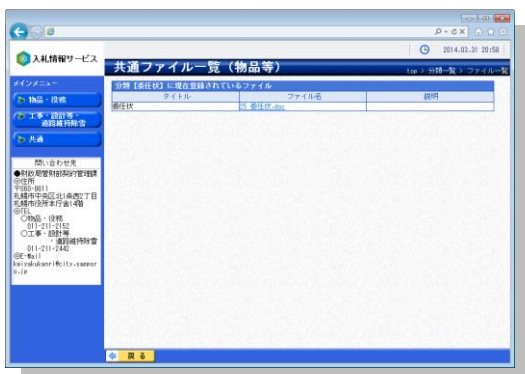 2014.03.31 20:58
入札情報サービス
共通ファイル一覧（物品等）
top > 分類一覧 > ファイル一覧
メインメニュー
分類【委任状】に現在登録されているファイル
タイトル ファイル名 説明
委任状 25_委任状.doc
物品・役務
工事・設計等・
道路維持除雪
共通
問い合わせ先
●財政局管財部契約管理課
◎住所
〒060-8611
札幌市中央区北1条西2丁目
札幌市役所本庁舎14階
◎TEL
○物品・役務
011-211-2152
○工事・設計等
・道路維持除雪
011-211-2442
◎E-Mail
keiyakukanri@city.sappor
o.jp
戻る